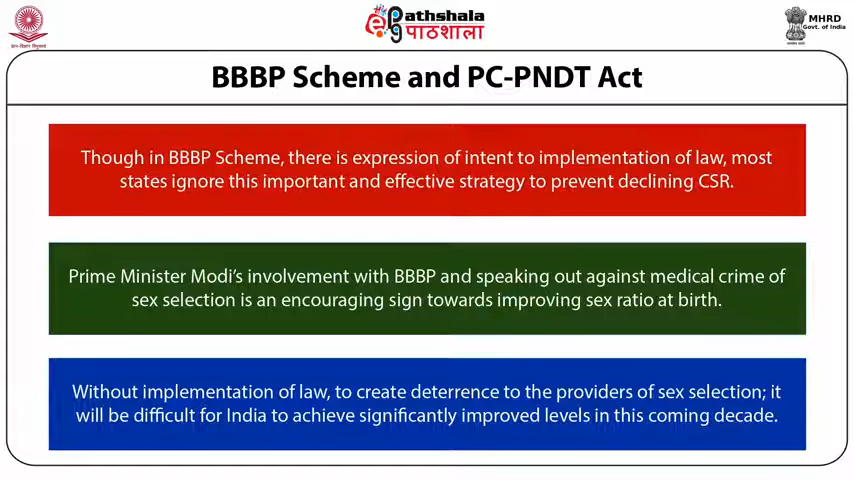 ePathshala
पाठशाला
MHRD
Govt. of India
BBBP Scheme and PC-PNDT Act
Though in BBBP Scheme, there is expression of intent to implementation of law, most
states ignore this important and effective strategy to prevent declining CSR.
Prime Minister Modi's involvement with BBBP and speaking out against medical crime of
sex selection is an encouraging sign towards improving sex ratio at birth.
Without implementation of law, to create deterrence to the providers of sex selection; it
will be difficult for India to achieve significantly improved levels in this coming decade.